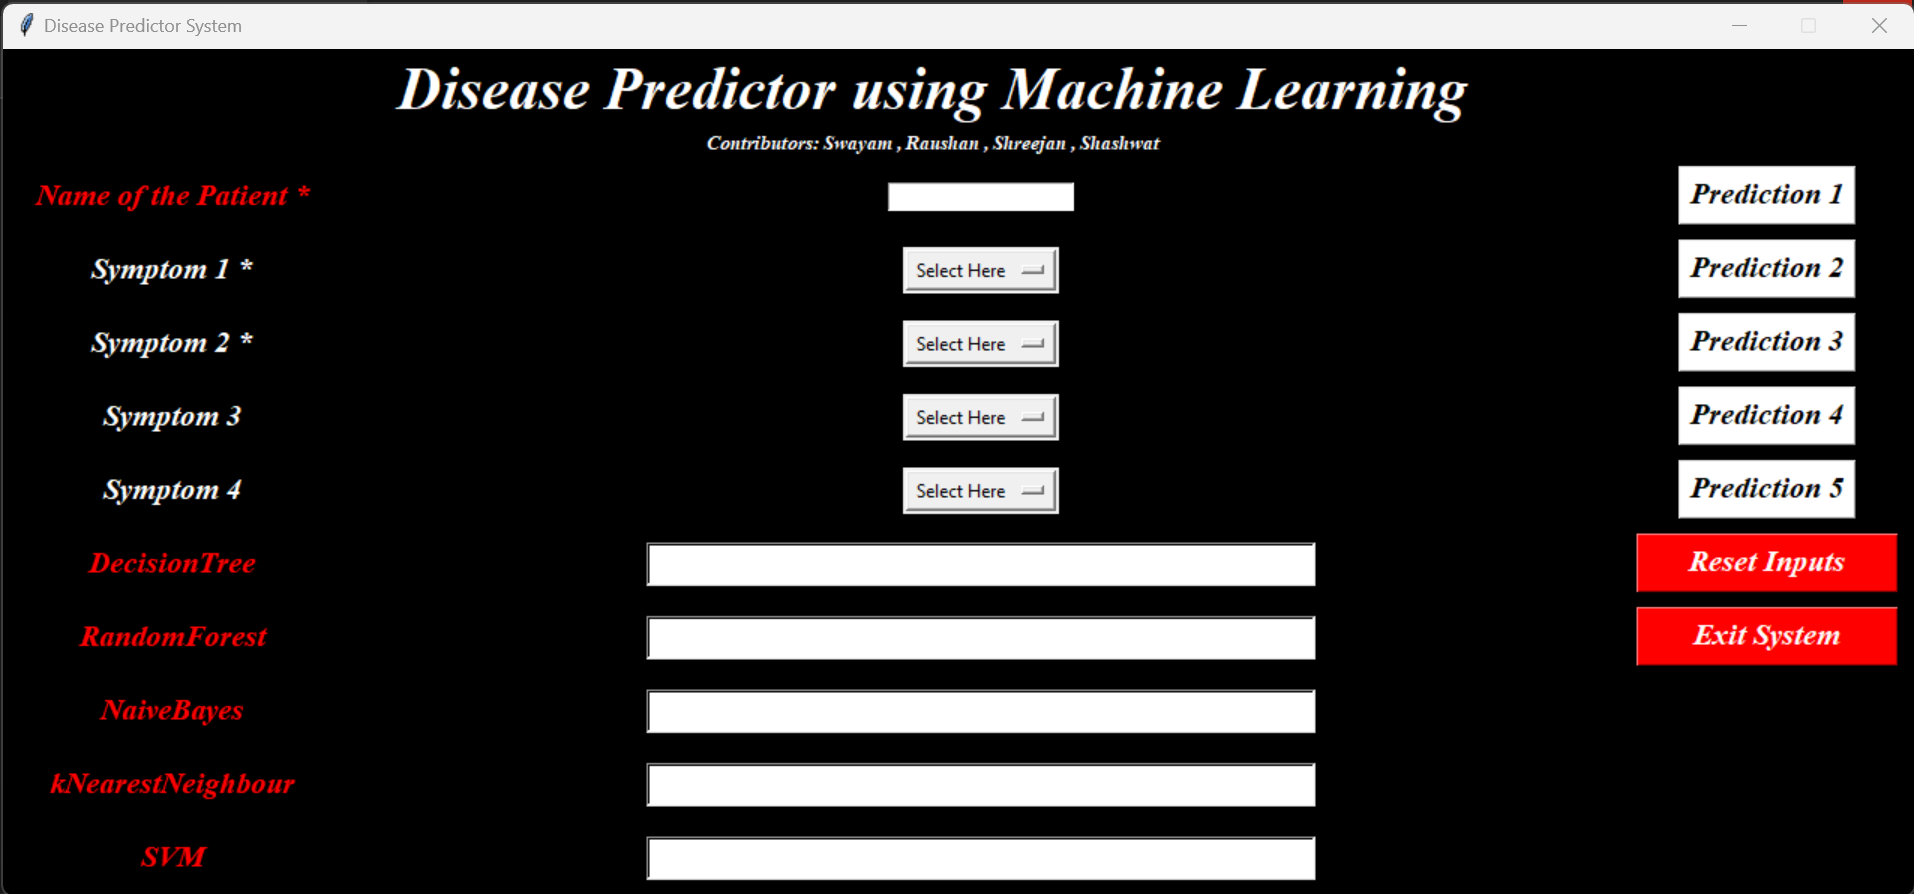 Disease Predictor System
Disease Predictor using Machine Learning
Contributors: Swayam , Raushan , Shreejan , Shashwat
Name of the Patient *
Prediction 1
Symptom 1 *
Select Here
Prediction 2
Symptom 2 *
Select Here
Prediction 3
Symptom 3
Select Here
Prediction 4
Symptom 4
Select Here
Prediction 5
DecisionTree
Reset Inputs
RandomForest
Exit System
NaiveBayes
kNearestNeighbour
SVM